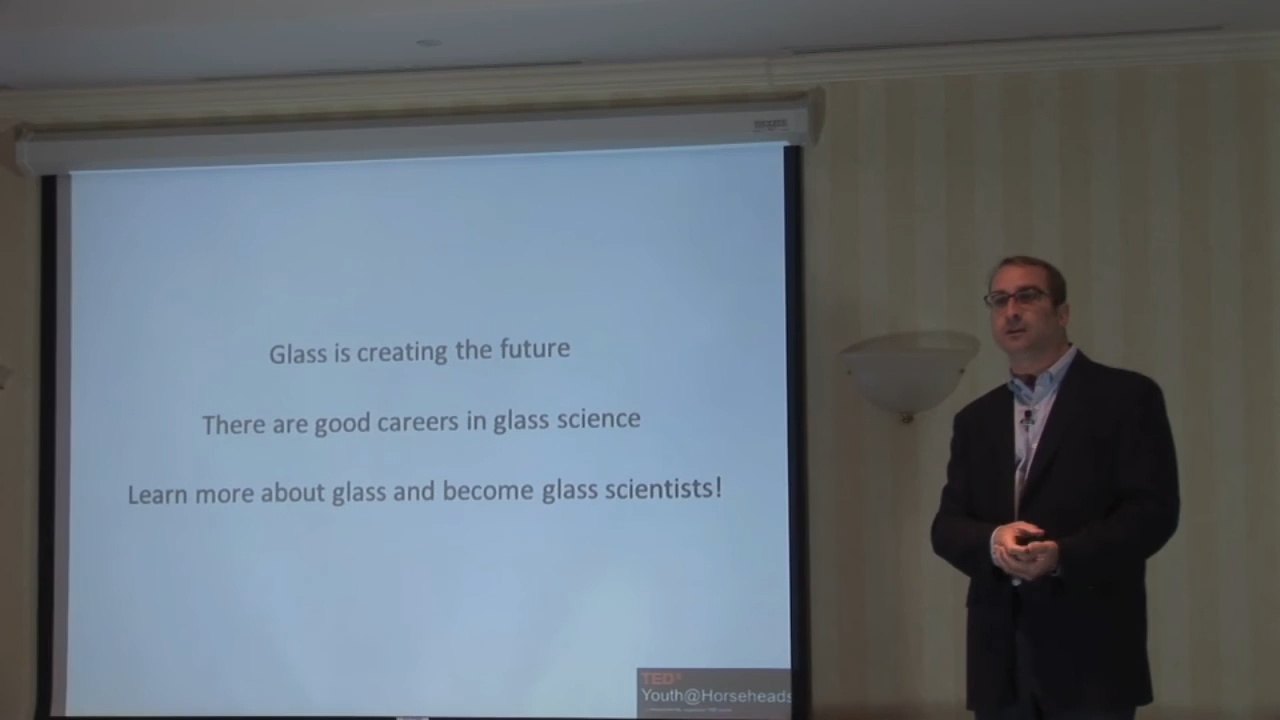 Glass is creating the future
There are good careers in glass science
Learn more about glass and become glass scientists!
TEDx
Youth@Horseheads